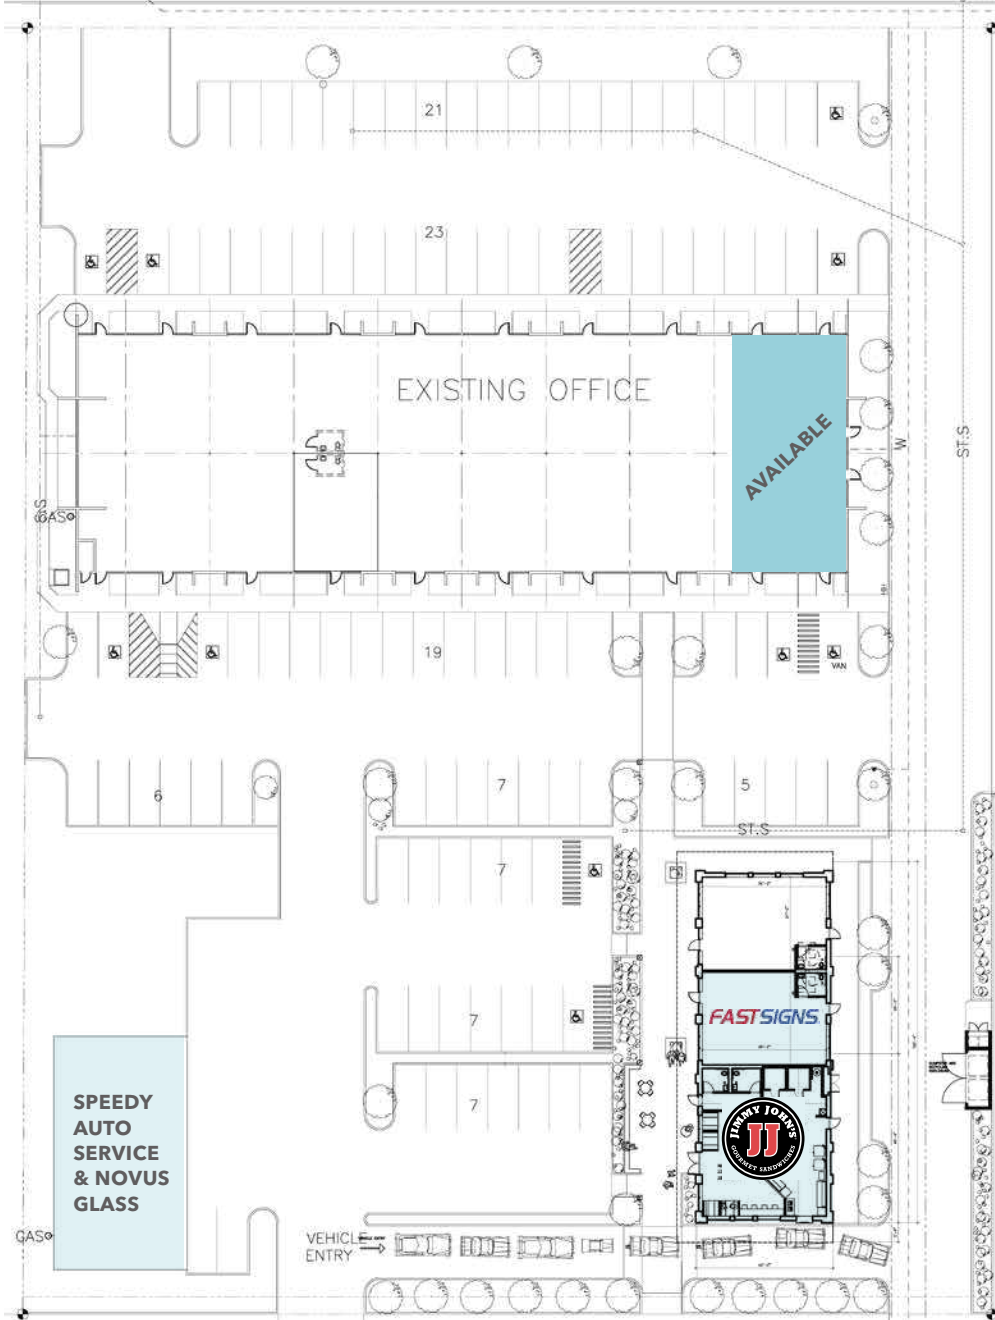 21
23
EXISTING OFFICE
AVAILABLE
W
ST.S
GAS
19
VAN
6
7
5
ST.S
7
7
7
FASTSIGNS
JIMMY JOHN'S
JJ
GOURMET SANDWICHES
SPEEDY
AUTO
SERVICE
& NOVUS
GLASS
GAS
VEHICLE
ENTRY